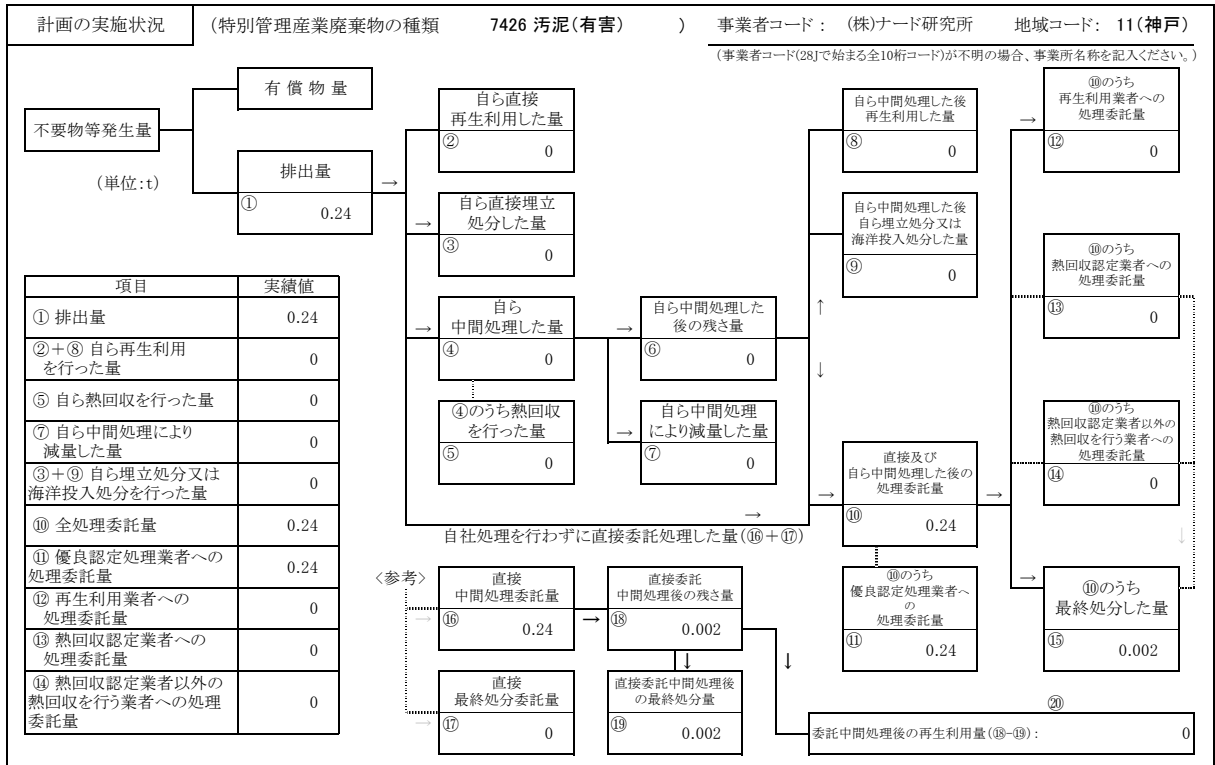 計画の実施状況
(特別管理産業廃棄物の種類 7426 汚泥(有害) )
事業者コード: (株)ナード研究所 地域コード: 11(神戸)
(事業者コード(28Jで始まる全10桁コード)が不明の場合、事業所名称を記入ください。)
不要物等発生量
(単位:t)
有償物量
排出量
① 0.24
→
自ら直接
再生利用した量
② 0
→
自ら直接埋立
処分した量
③ 0
→
自ら
中間処理した量
④ 0
④のうち熱回収
を行った量
⑤ 0
→
自ら中間処理した
後の残さ量
⑥ 0
→
自ら中間処理
により減量した量
⑦ 0
自ら中間処理した後
再生利用した量
⑧ 0
自ら中間処理した後
自ら埋立処分又は
海洋投入処分した量
⑨ 0
↑
↓
→
自社処理を行わずに直接委託処理した量(⑯+⑰)
→
直接及び
自ら中間処理した後の
処理委託量
⑩ 0.24
⑩のうち
優良認定処理業者へ
の
処理委託量
⑪ 0.24
→
→
⑩のうち
再生利用業者への
処理委託量
⑫ 0
⑩のうち
熱回収認定業者への
処理委託量
⑬ 0
⑩のうち
熱回収認定業者以外の
熱回収を行う業者への
処理委託量
⑭ 0
↓
→
⑩のうち
最終処分した量
⑮ 0.002
項目 実績値
① 排出量 0.24
②+⑧ 自ら再生利用
を行った量 0
⑤ 自ら熱回収を行った量 0
⑦ 自ら中間処理により
減量した量 0
③+⑨ 自ら埋立処分又は
海洋投入処分を行った量 0
⑩ 全処理委託量 0.24
⑪ 優良認定処理業者への
処理委託量 0.24
⑫ 再生利用業者への
処理委託量 0
⑬ 熱回収認定業者への
処理委託量 0
⑭ 熱回収認定業者以外の
熱回収を行う業者への処理
委託量 0
<参考>
→
直接
中間処理委託量
⑯ 0.24
→
直接委託
中間処理後の残さ量
⑱ 0.002
→
直接
最終処分委託量
⑰ 0
↓
直接委託中間処理後
の最終処分量
⑲ 0.002
↓
⑳
委託中間処理後の再生利用量(⑱-⑲): 0